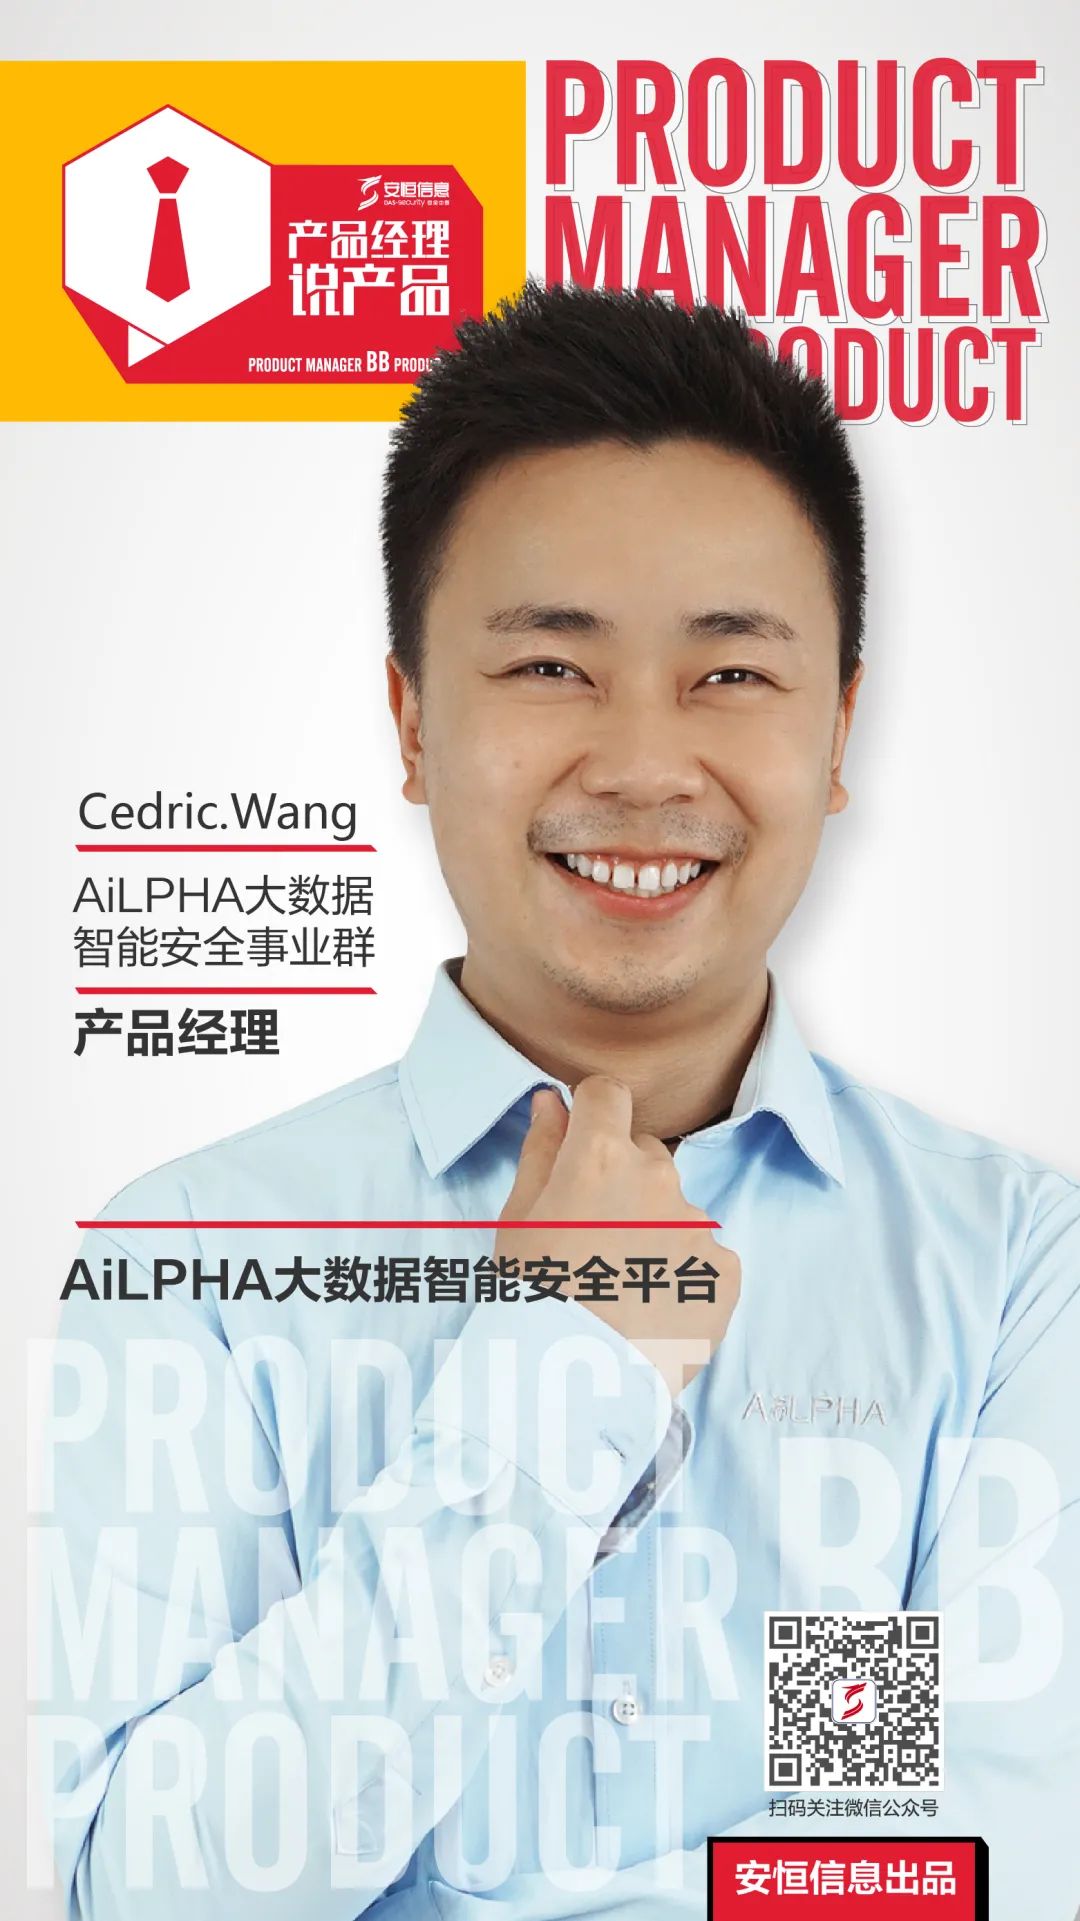 PRODUCT
MANAGER
PRODUCT
安恒信息
DAS-security
产品经理
说产品
PRODUCT MANAGER BB PRODU
Cedric.Wang
AiLPHA大数据
智能安全事业群
产品经理
AiLPHA大数据智能安全平台
AiLPHA
PRODUCT
MANAGER BB
PRODUCT
扫码关注微信公众号
安恒信息出品